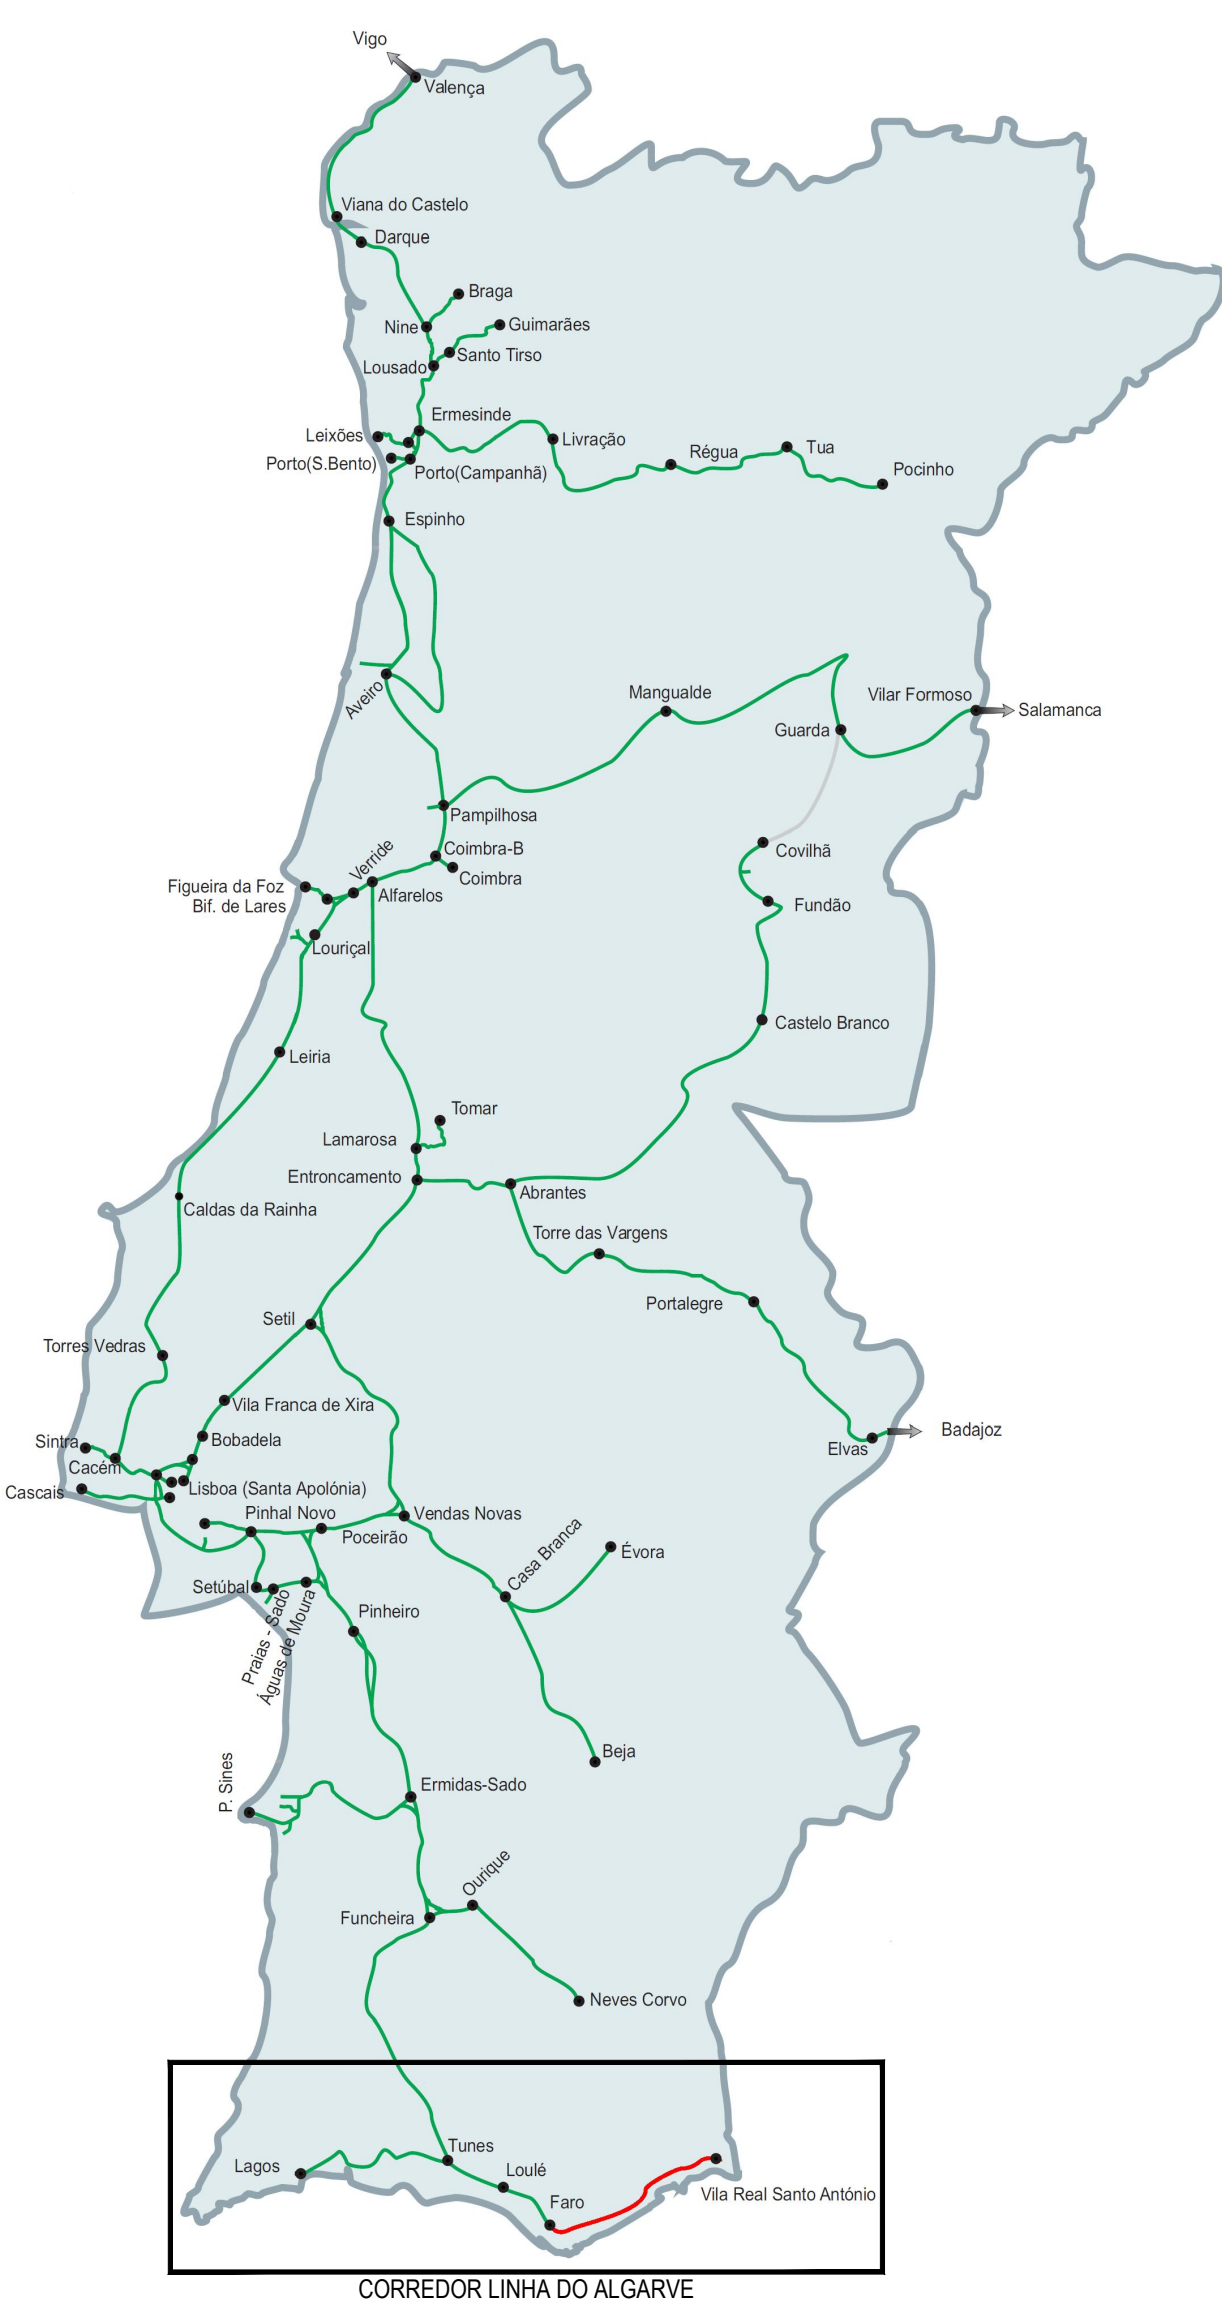 Vigo
Valença
Viana do Castelo
Darque
Braga
Nine
Guimarães
Santo Tirso
Lousado
Ermesinde
Leixões
Livração
Porto(S.Bento)
Porto(Campanhã)
Régua
Tua
Pocinho
Espinho
Aveiro
Mangualde
Vilar Formoso
Salamanca
Guarda
Pampilhosa
Coimbra-B
Coimbra
Verride
Alfarelos
Covilhã
Figueira da Foz
Bif. de Lares
Fundão
Louriçal
Castelo Branco
Leiria
Tomar
Lamarosa
Entroncamento
Abrantes
Caldas da Rainha
Torre das Vargens
Portalegre
Setil
Torres Vedras
Vila Franca de Xira
Badajoz
Elvas
Sintra
Bobadela
Cacém
Cascais
Lisboa (Santa Apolónia)
Pinhal Novo
Vendas Novas
Poceirão
Casa Branca
Évora
Setúbal
Praias - Sado
Águas de Moura
Pinheiro
Beja
P. Sines
Ermidas-Sado
Ourique
Funcheira
Neves Corvo
Tunes
Lagos
Loulé
Faro
Vila Real Santo António
CORREDOR LINHA DO ALGARVE